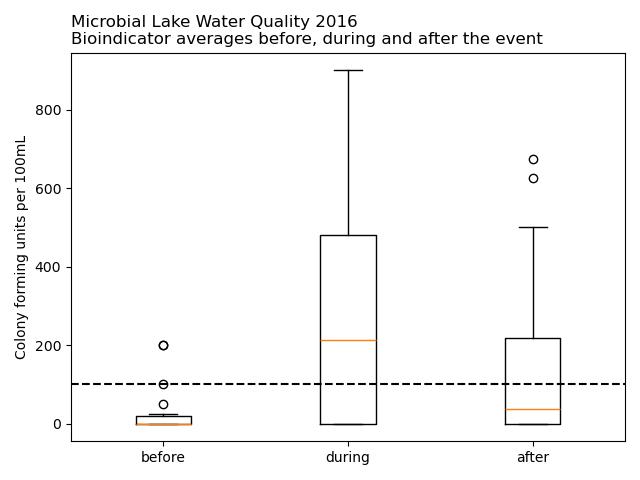 Microbial Lake Water Quality 2016
Bioindicator averages before, during and after the event
Colony forming units per 100mL
800
600
400
200
0
before
during
after